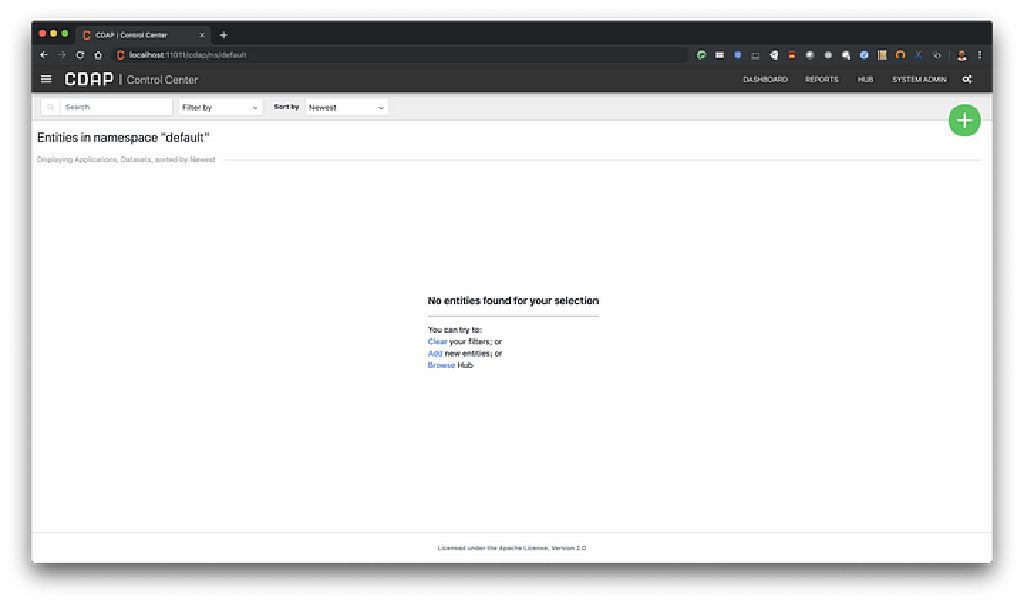 CDAP | Control Center
localhost:11011/cdap/ns/default
CDAP | Control Center
DASHBOARD
REPORTS
HUB
SYSTEM ADMIN
Search
Filter by
Sort by
Newest
Entities in namespace "default"
Displaying Applications, Datasets, sorted by Newest
No entities found for your selection
You can try to:
Clear your filters; or
Add new entities; or
Browse Hub
Licensed under the Apache License, Version 2.0